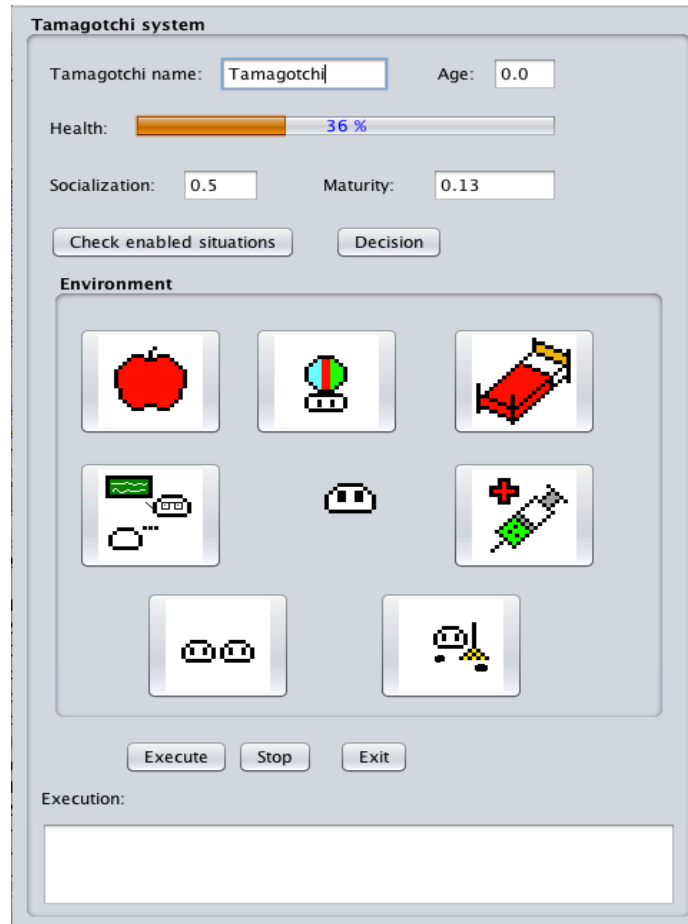 Tamagotchi system
Tamagotchi name: Tamagotchi Age: 0.0
Health: 36 %
Socialization: 0.5 Maturity: 0.13
Check enabled situations Decision
Environment
Execute Stop Exit
Execution: